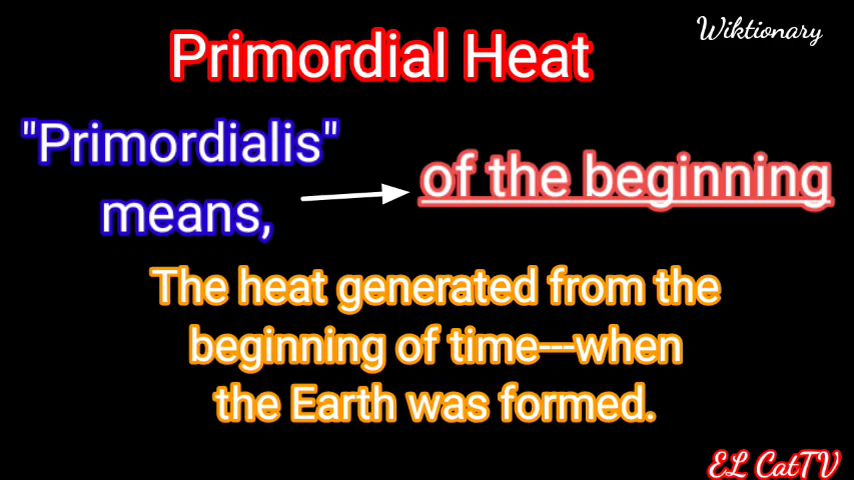 Wiktionary
Primordial Heat
"Primordialis"
means,
of the beginning
The heat generated from the
beginning of time---when
the Earth was formed.
EL CatTV